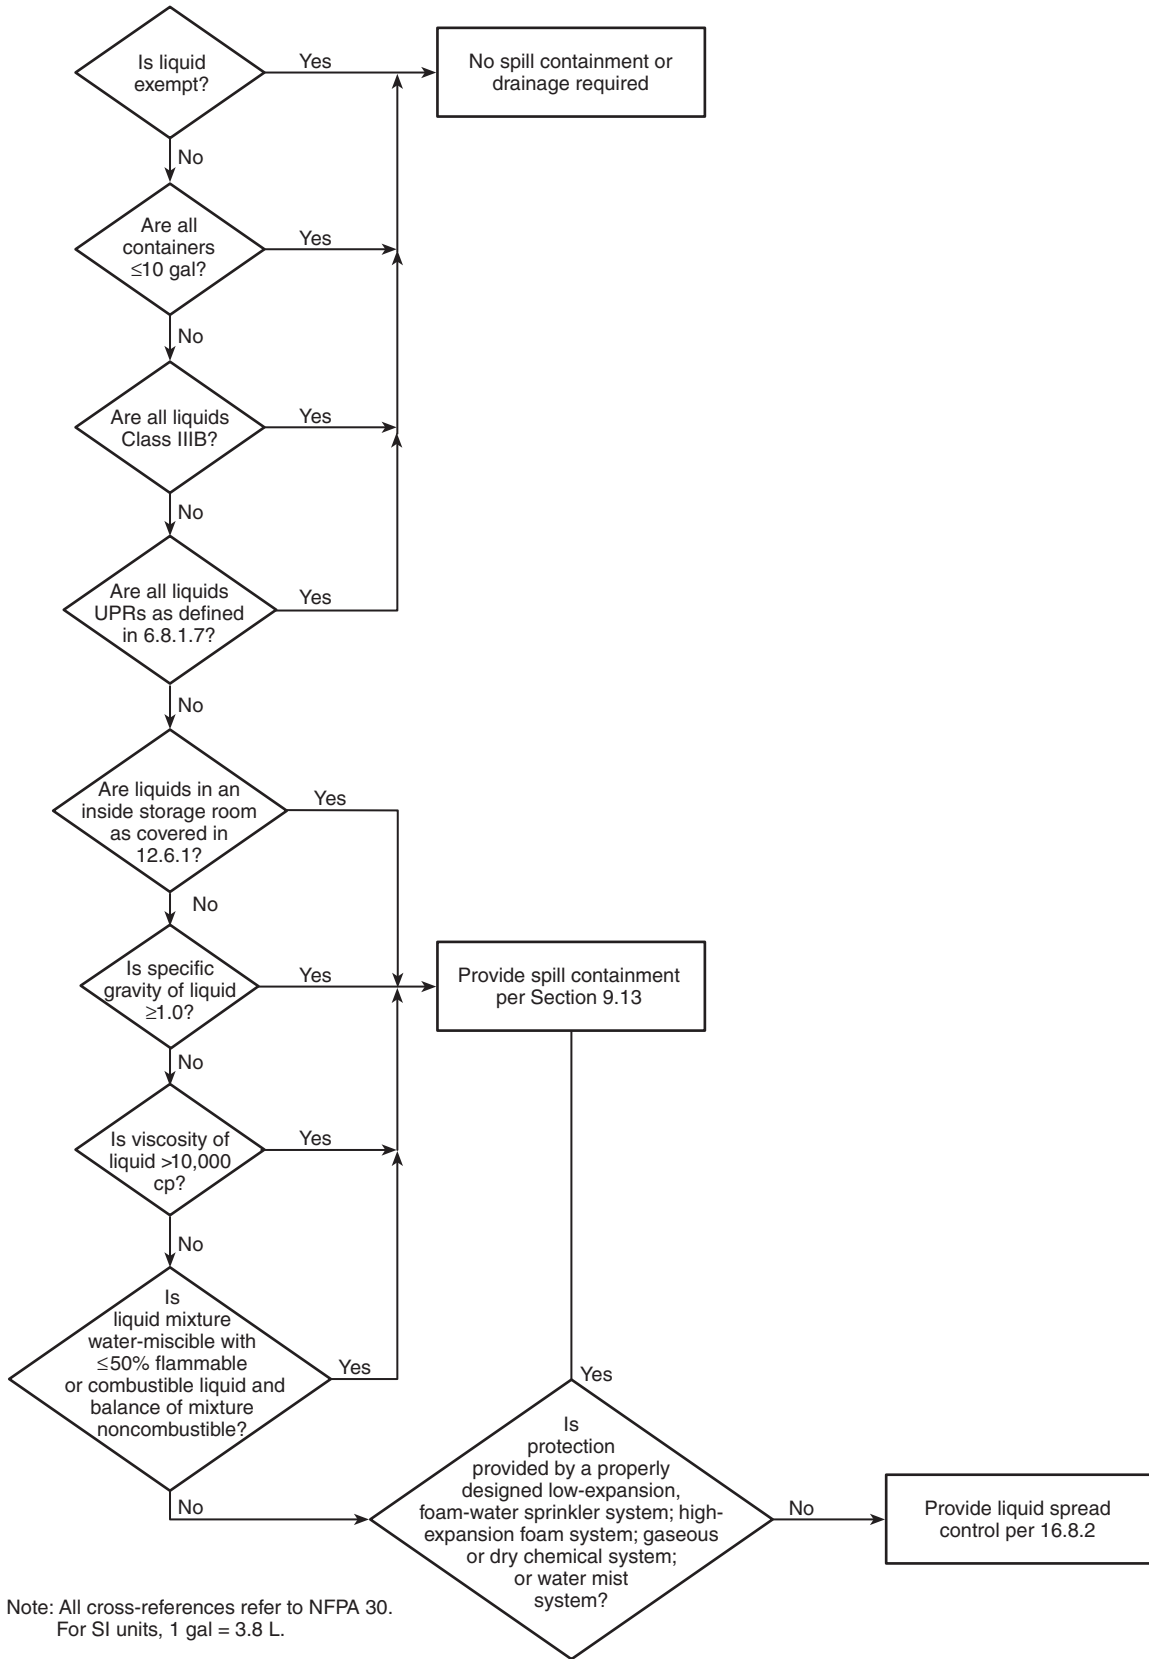 Is liquid
exempt?
Yes
No spill containment or
drainage required
No
Are all
containers
≤10 gal?
Yes
No
Are all liquids
Class IIIB?
Yes
No
Are all liquids
UPRs as defined
in 6.8.1.7?
Yes
No
Are liquids in an
inside storage room
as covered in
12.6.1?
Yes
No
Is specific
gravity of liquid
≥1.0?
Yes
Provide spill containment
per Section 9.13
No
Is viscosity of
liquid >10,000
cp?
Yes
No
Is
liquid mixture
water-miscible with
≤50% flammable
or combustible liquid and
balance of mixture
noncombustible?
Yes
No
Yes
Is
protection
provided by a properly
designed low-expansion,
foam-water sprinkler system; high-
expansion foam system; gaseous
or dry chemical system;
or water mist
system?
No
Provide liquid spread
control per 16.8.2
Note: All cross-references refer to NFPA 30.
For SI units, 1 gal = 3.8 L.